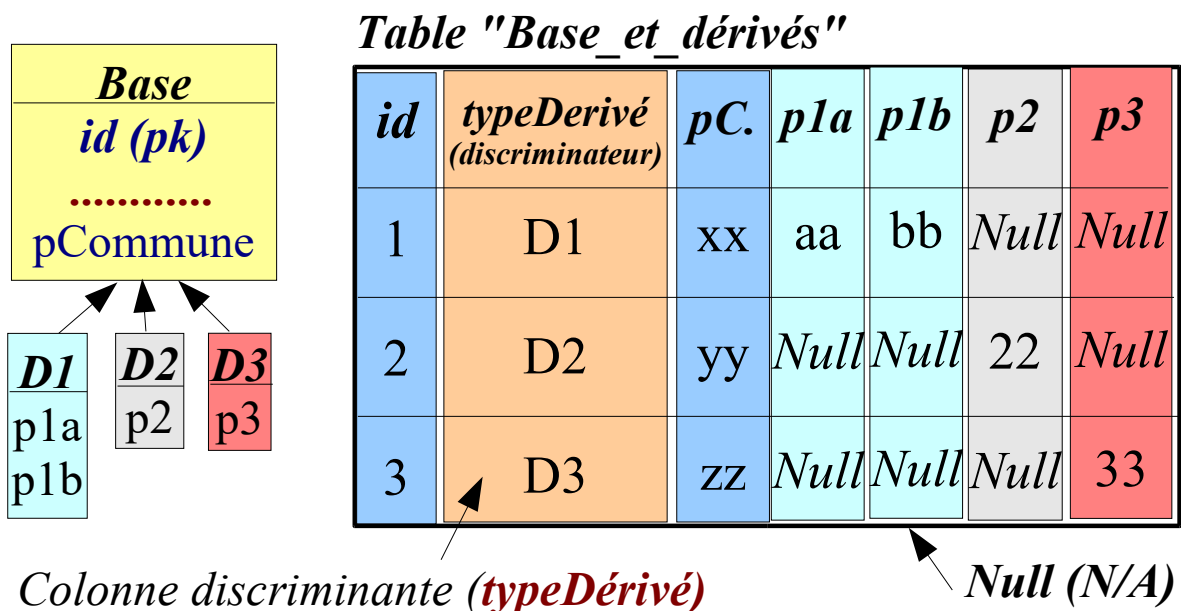 Table "Base_et_dérivés"
Base
id (pk)
............
pCommune
D1
p1a
p1b
D2
p2
D3
p3
id typeDerivé (discriminateur) pC. p1a p1b p2 p3
1 D1 xx aa bb Null Null
2 D2 yy Null Null 22 Null
3 D3 zz Null Null Null 33
Colonne discriminante (typeDérivé)
Null (N/A)